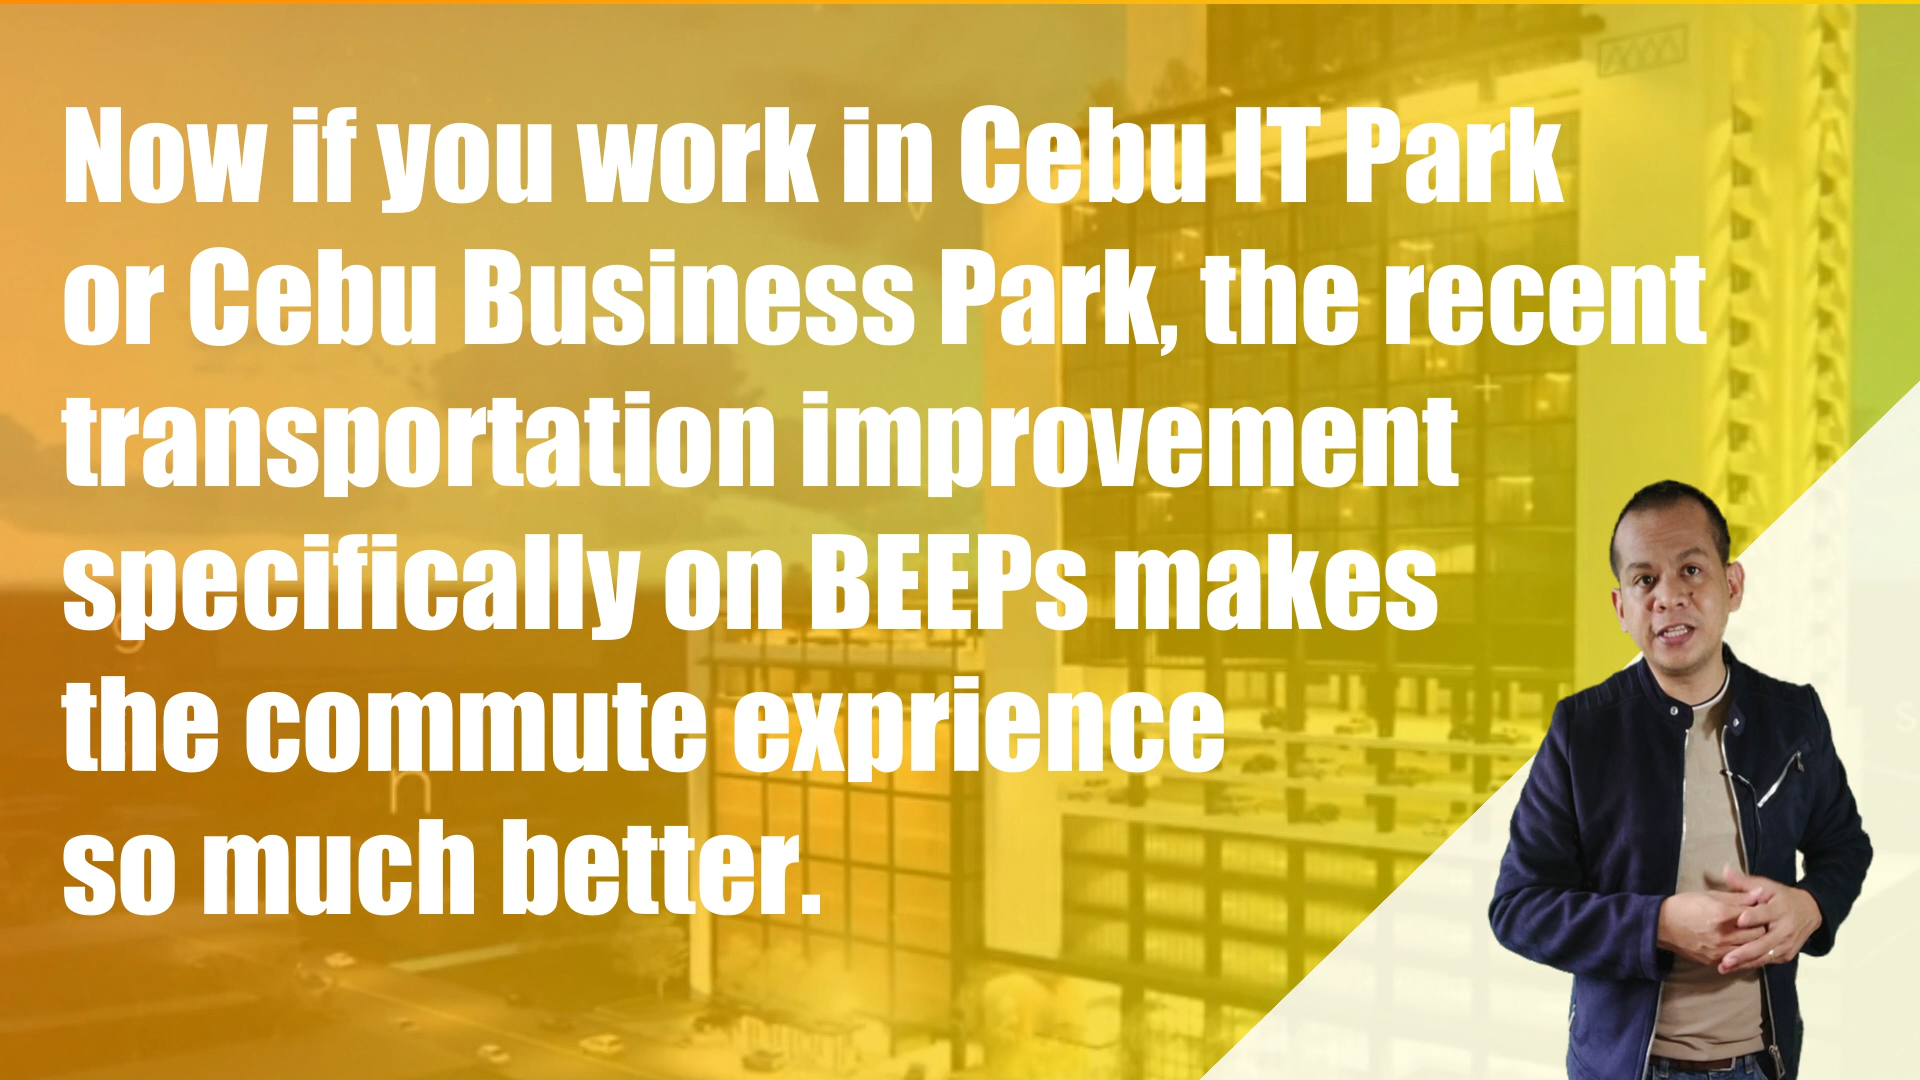 Now if you work in Cebu IT Park
or Cebu Business Park, the recent
transportation improvement
specifically on BEEPs makes
the commute exprience
so much better.